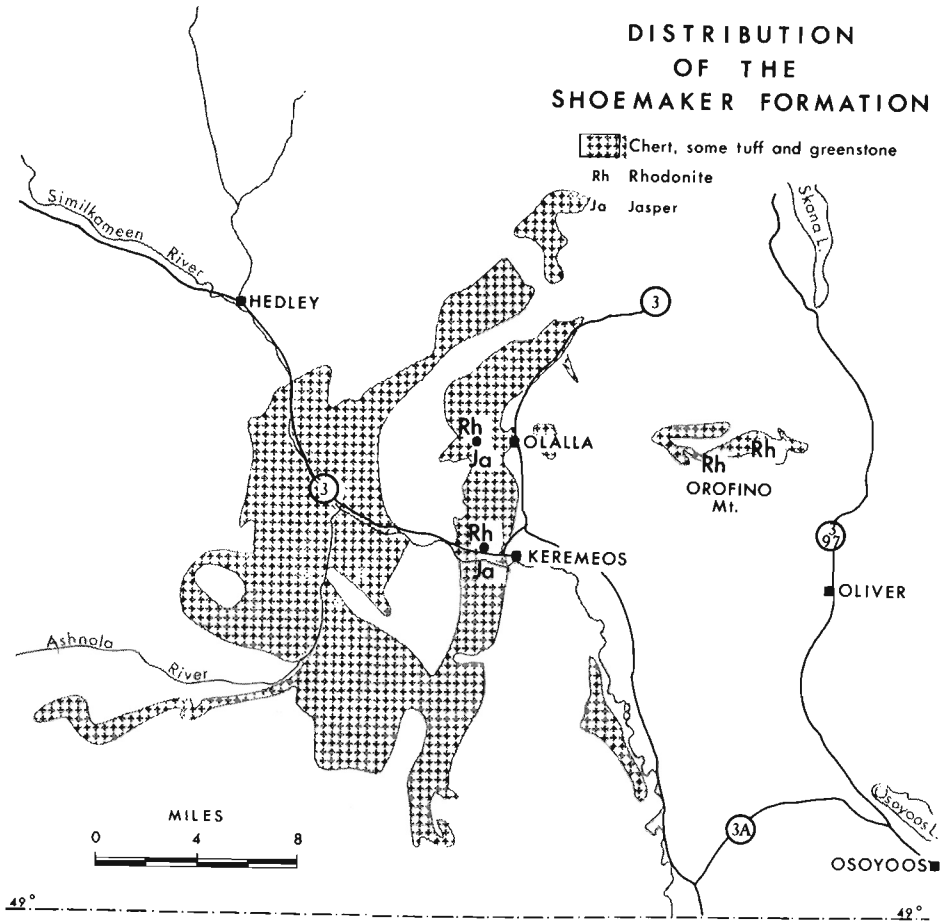 DISTRIBUTION
OF THE
SHOEMAKER FORMATION
Chert, some tuff and greenstone
Rh Rhodonite
Ja Jasper
Similkameen
River
Skaha L.
HEDLEY
3
Rh
Ja
OLALLA
Rh
Rh
OROFINO
Mt.
3
Rh
Ja
KEREMEOS
3
97
OLIVER
Ashnola
River
MILES
0 4 8
3A
Osoyoos L.
OSOYOOS
49°
49°